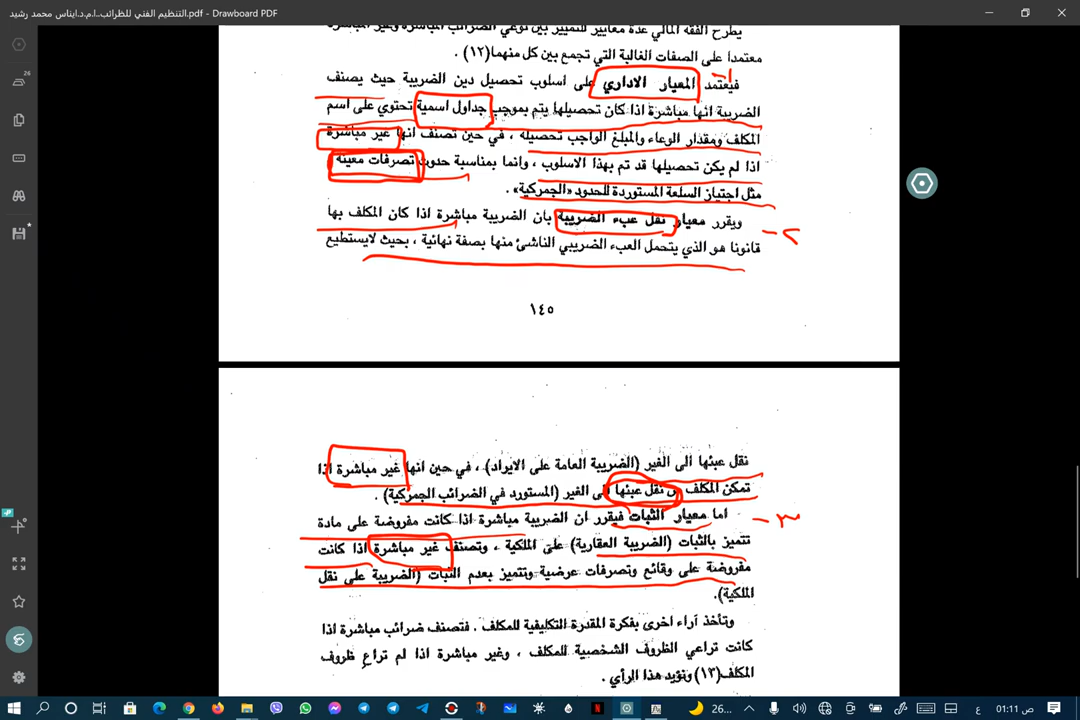 التنظيم الفني للظرائب..ا.م.د.ايناس محمد رشيد.pdf - Drawboard PDF
يطرح الفقه المالي عدة معايير للتمييز بين نوعي الضرائب المباشرة وغير المباشرة
معتمدا على الصفات الغالبة التي تجمع بين كل منهما(١٢) .
١-
فيعتمد المعيار الاداري على اسلوب تحصيل دين الضريبة حيث يصنف
الضريبة انها مباشرة اذا كان تحصيلها يتم بموجب جداول اسمية تحتوي على اسم
المكلف ومقدار الوعاء والمبلغ الواجب تحصيله ، في حين تصنف انها غير مباشرة
اذا لم يكن تحصيلها قد تم بهذا الاسلوب ، وانما بمناسبة حدوث تصرفات معينة
مثل اجتياز السلعة المستوردة للحدود «الجمركية» .
٢-
ويقرر معيار نقل عبء الضريبة بان الضريبة مباشرة اذا كان المكلف بها
قانونا هو الذي يتحمل العبء الضريبي الناشئ منها بصفة نهائية ، بحيث لايستطيع
١٤٥
نقل عبئها الى الغير (الضريبة العامة على الايراد) ، في حين انها غير مباشرة اذا
تمكن المكلف من نقل عبئها الى الغير (المستورد في الضرائب الجمركية) .
٣-
اما معيار الثبات فيقرر ان الضريبة مباشرة اذا كانت مفروضة على مادة
تتميز بالثبات (الضريبة العقارية) على الملكية ، وتصنف غير مباشرة اذا كانت
مفروضة على وقائع وتصرفات عرضية وتتميز بعدم الثبات (الضريبة على نقل
الملكية).
وتأخذ آراء اخرى بفكرة المقدرة التكليفية للمكلف . فتصنف ضرائب مباشرة اذا
كانت تراعي الظروف الشخصية للمكلف ، وغير مباشرة اذا لم تراع ظروف
المكلف(١٣) ونؤيد هذا الرأي .
26
26...
ع
01:11 ص